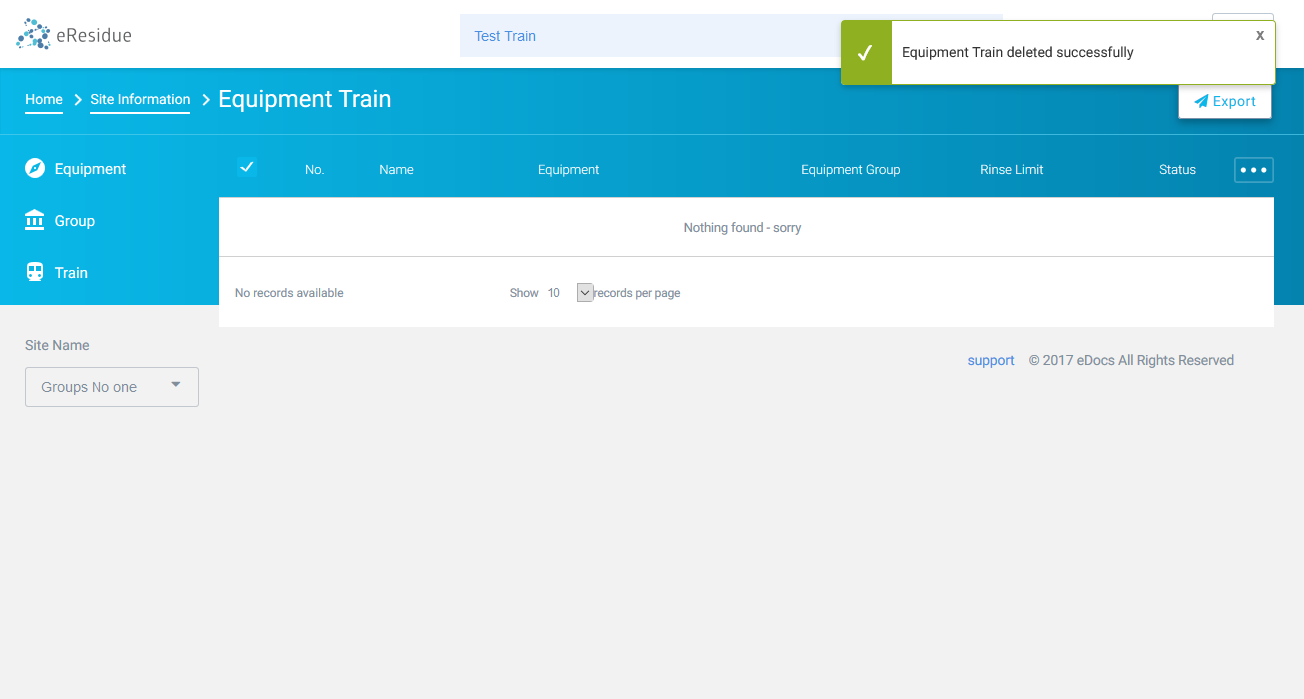 eResidue
Test Train
Equipment Train deleted successfully
x
Home
Site Information
Equipment Train
Export
Equipment
Group
Train
No.
Name
Equipment
Equipment Group
Rinse Limit
Status
Nothing found - sorry
No records available
Show 10 records per page
Site Name
Groups No one
support © 2017 eDocs All Rights Reserved